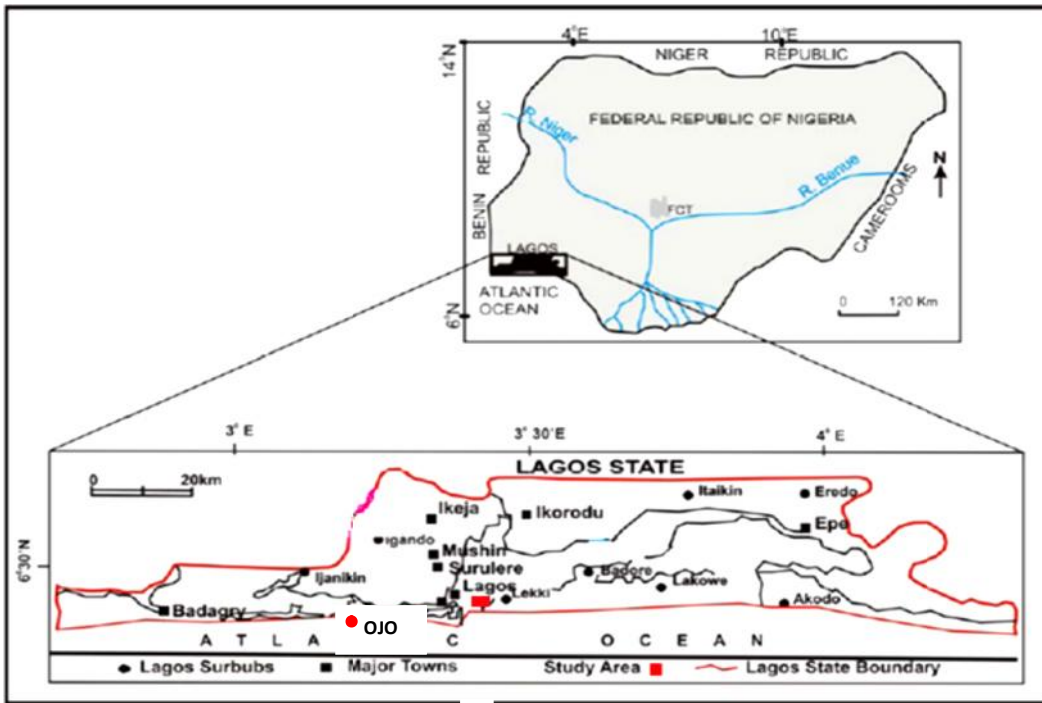 4°E 10°E
14°N
NIGER REPUBLIC
FEDERAL REPUBLIC OF NIGERIA
R. Niger
BENIN REPUBLIC
R. Benue
N
FCT
CAMEROOMS
LAGOS
ATLANTIC
OCEAN
0 120 Km
6°N
3° E 3° 30'E 4° E
LAGOS STATE
0 20km
Itaikin Eredo
Ikeja Ikorodu
Epe
igando
Mushin
6°30'N
Surulere
Ijanikin Badore
Lagos Lakowe
Lekki
Badagry Akodo
OJO
A T L A C O C E A N
Lagos Surbubs Major Towns Study Area Lagos State Boundary